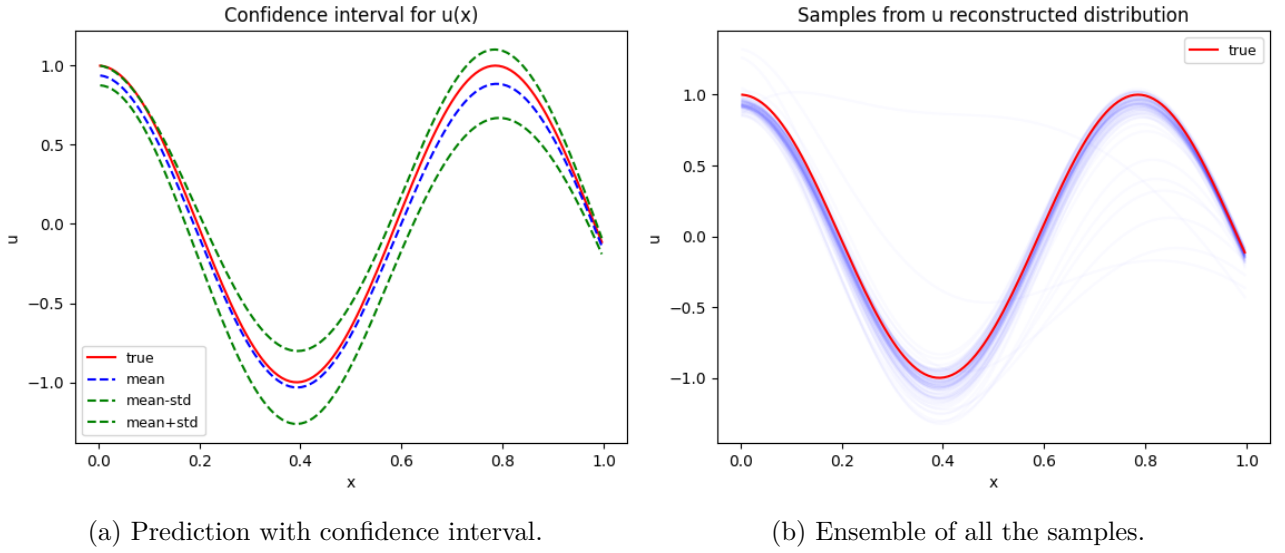 Confidence interval for u(x)
1.0
0.5
0.0
−0.5
−1.0
u
true
mean
mean-std
mean+std
0.0 0.2 0.4 0.6 0.8 1.0
x
(a) Prediction with confidence interval.
Samples from u reconstructed distribution
true
1.0
0.5
0.0
−0.5
−1.0
u
0.0 0.2 0.4 0.6 0.8 1.0
x
(b) Ensemble of all the samples.